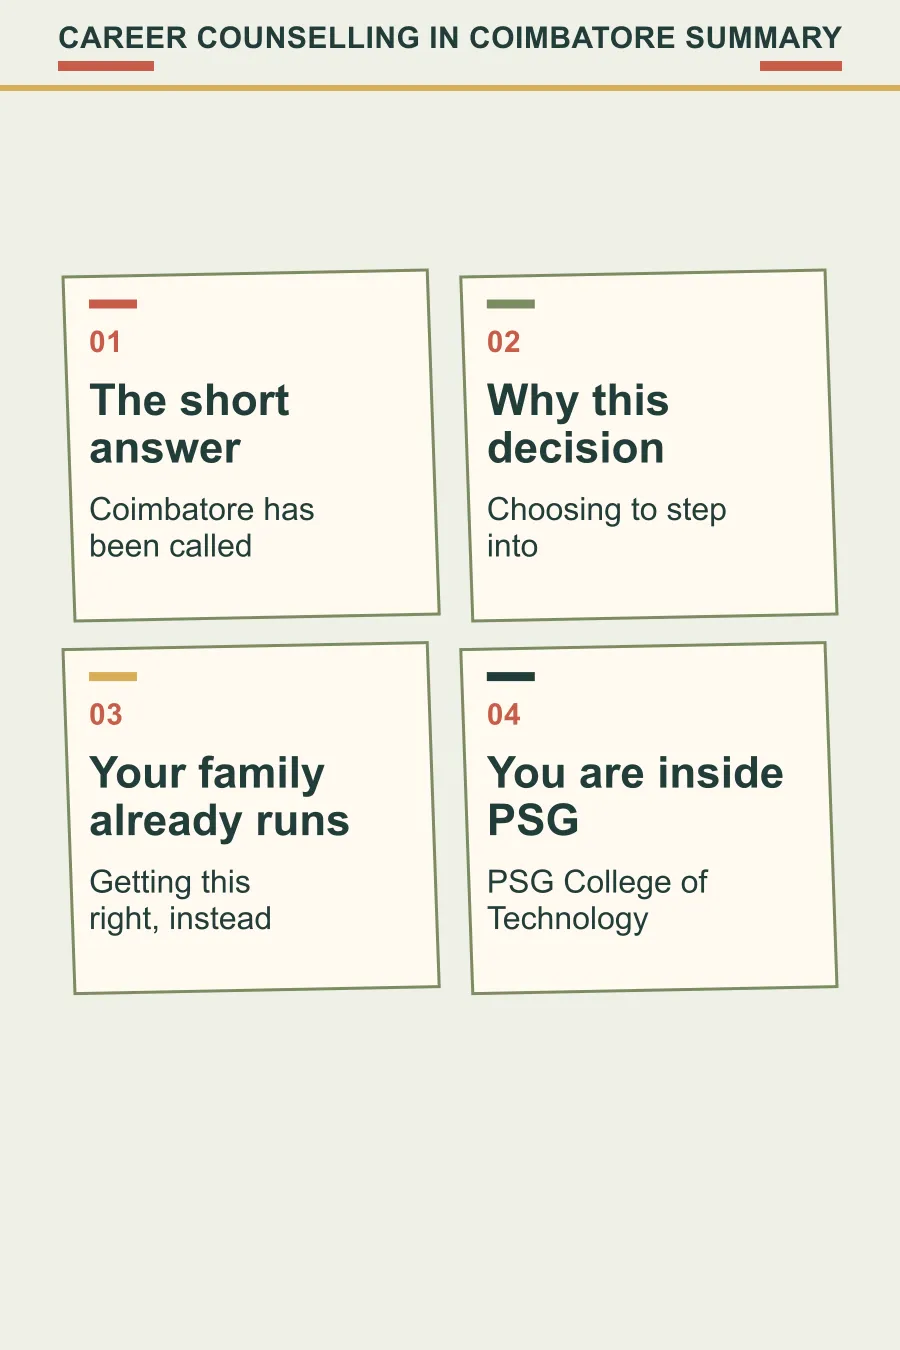 CAREER COUNSELLING IN COIMBATORE SUMMARY
01
The short
answer
Coimbatore has
been called
02
Why this
decision
Choosing to step
into
03
Your family
already runs
Getting this
right, instead
04
You are inside
PSG
PSG College of
Technology